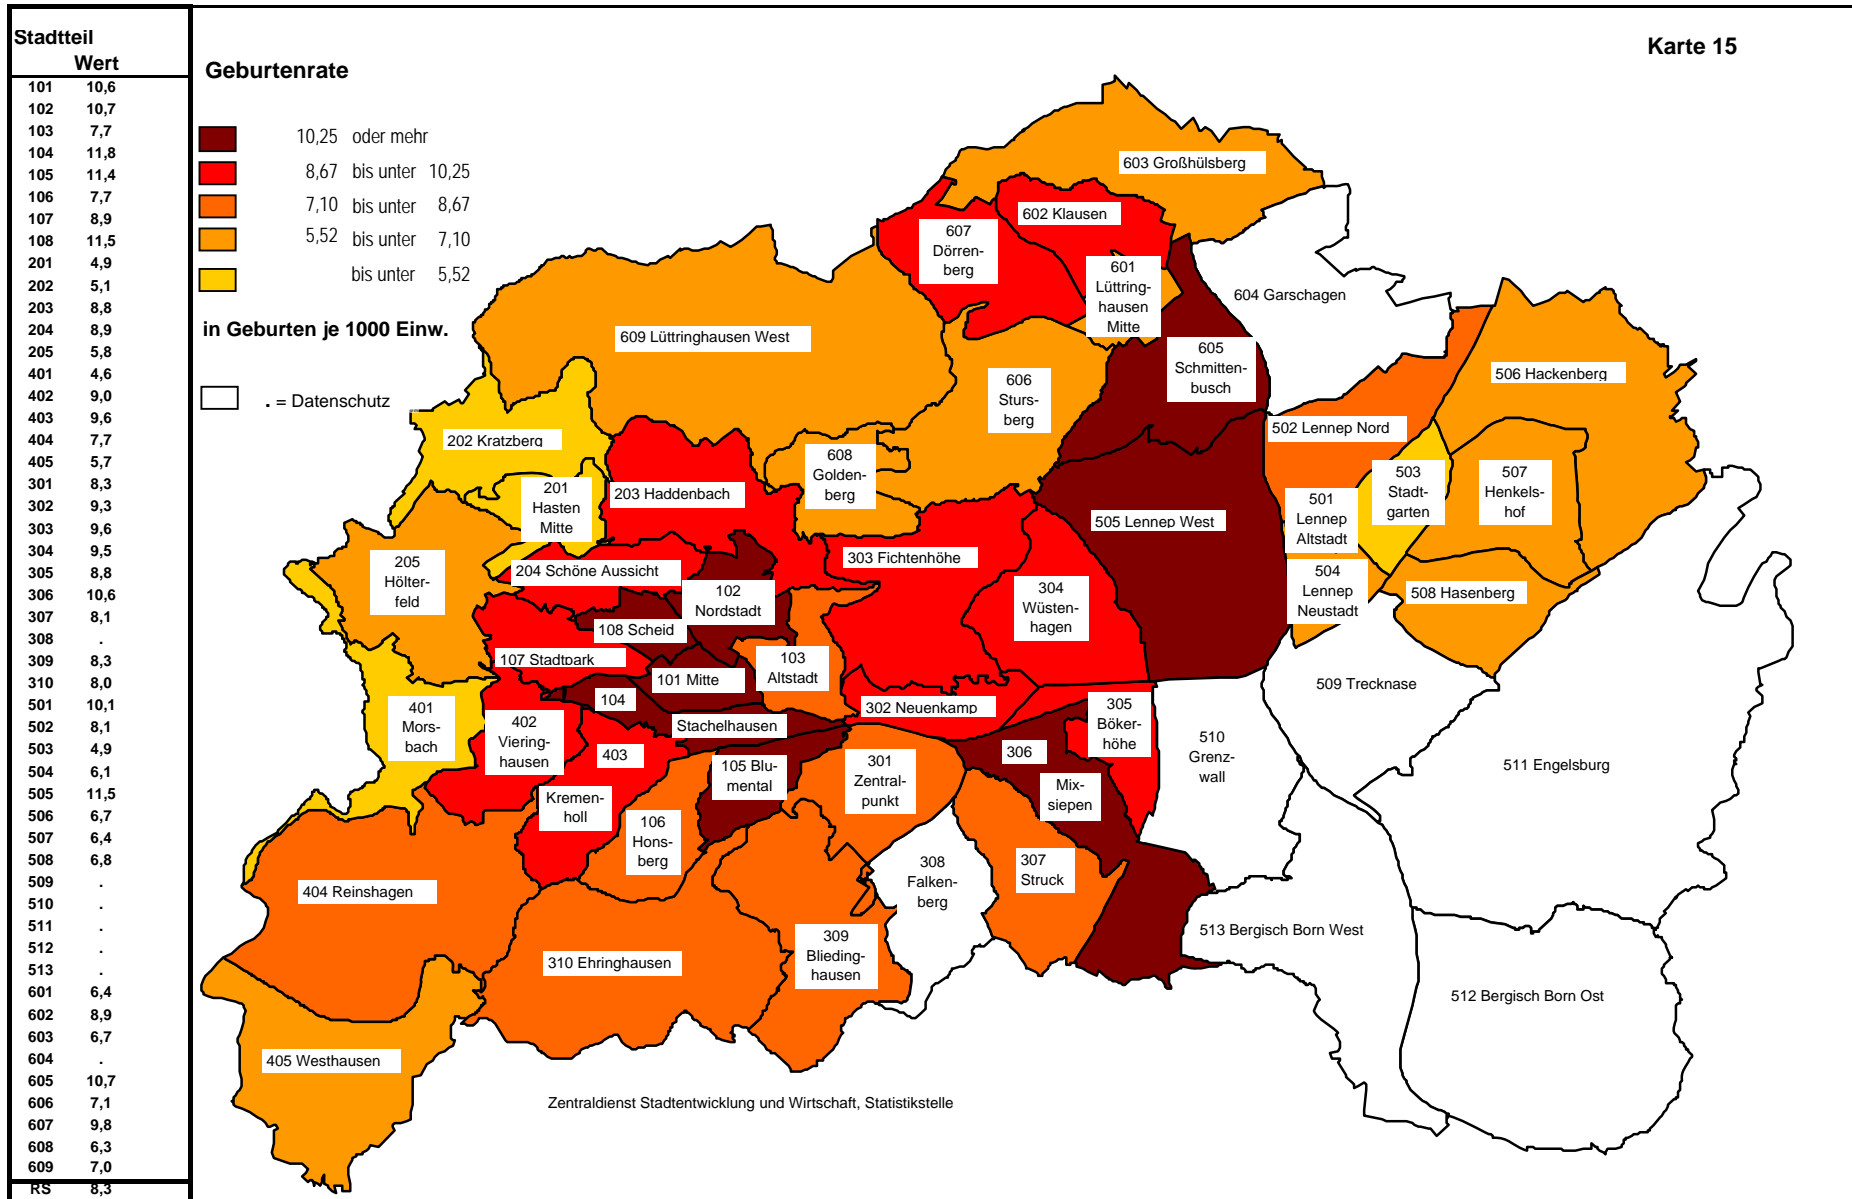 Stadtteil
Wert
101 10,6
102 10,7
103 7,7
104 11,8
105 11,4
106 7,7
107 8,9
108 11,5
201 4,9
202 5,1
203 8,8
204 8,9
205 5,8
401 4,6
402 9,0
403 9,6
404 7,7
405 5,7
301 8,3
302 9,3
303 9,6
304 9,5
305 8,8
306 10,6
307 8,1
308 .
309 8,3
310 8,0
501 10,1
502 8,1
503 4,9
504 6,1
505 11,5
506 6,7
507 6,4
508 6,8
509 .
510 .
511 .
512 .
513 .
601 6,4
602 8,9
603 6,7
604 .
605 10,7
606 7,1
607 9,8
608 6,3
609 7,0
RS 8,3
Karte 15
Geburtenrate
10,25 oder mehr
8,67 bis unter 10,25
7,10 bis unter 8,67
5,52 bis unter 7,10
bis unter 5,52
in Geburten je 1000 Einw.
. = Datenschutz
603 Großhülsberg
602 Klausen
607
Dörren-
berg
601
Lüttring-
hausen
Mitte
604 Garschagen
609 Lüttringhausen West
605
Schmitten-
busch
606
Sturs-
berg
506 Hackenberg
202 Kratzberg
502 Lennep Nord
608
Golden-
berg
503
Stadt-
garten
507
Henkels-
hof
201
Hasten
Mitte
203 Haddenbach
501
Lennep
Altstadt
505 Lennep West
205
Hölter-
feld
303 Fichtenhöhe
204 Schöne Aussicht
504
Lennep
Neustadt
102
Nordstadt
304
Wüsten-
hagen
508 Hasenberg
108 Scheid
107 Stadtpark
103
Altstadt
101 Mitte
509 Trecknase
104
Stachelhausen
302 Neuenkamp
401
Mors-
bach
402
Viering-
hausen
305
Böker-
höhe
403
Kremen-
holl
105 Blu-
mental
301
Zentral-
punkt
306
Mix-
siepen
510
Grenz-
wall
511 Engelsburg
106
Hons-
berg
308
Falken-
berg
307
Struck
404 Reinshagen
309
Blieding-
hausen
513 Bergisch Born West
310 Ehringhausen
512 Bergisch Born Ost
405 Westhausen
Zentraldienst Stadtentwicklung und Wirtschaft, Statistikstelle